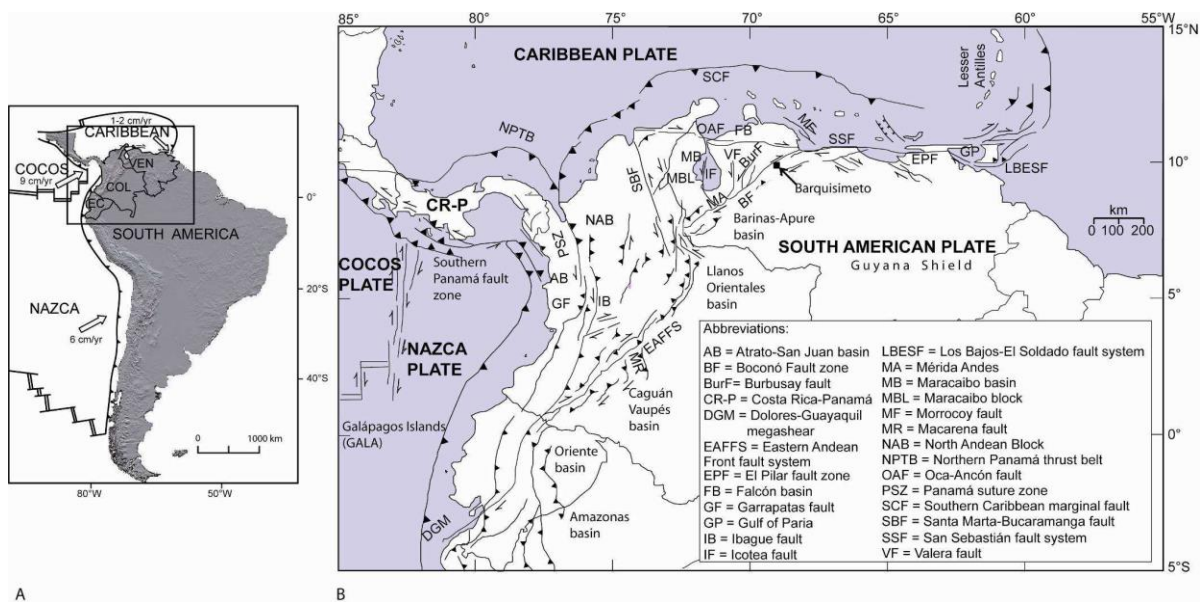 1-2 cm/yr
CARIBBEAN
COCOS
9 cm/yr
VEN
COL
EC
0°
SOUTH AMERICA
20°S
NAZCA
6 cm/yr
40°S
0
1000 km
80°W
50°W
A
85°
80°
75°
70°
65°
60°
55°W
15°N
CARIBBEAN PLATE
SCF
Lesser
Antilles
NPTB
OAF
FB
MF
SSF
GP
EPF
LBESF
10°
MB
VF
BurF
IF
MBL
SBF
MA
BF
Barquisimeto
Barinas-Apure
basin
km
0 100 200
CR-P
NAB
PSZ
SOUTH AMERICAN PLATE
Guyana Shield
COCOS
PLATE
Southern
Panamá fault
zone
AB
GF
IB
Llanos
Orientales
basin
5°
NAZCA
PLATE
EAFFS
MR
Caguán
Vaupés
basin
Galápagos Islands
(GALA)
Oriente
basin
0°
DGM
Amazonas
basin
5°S
Abbreviations:
AB = Atrato-San Juan basin
BF = Boconó Fault zone
BurF= Burbusay fault
CR-P = Costa Rica-Panamá
DGM = Dolores-Guayaquil
megashear
EAFFS = Eastern Andean
Front fault system
EPF = El Pilar fault zone
FB = Falcón basin
GF = Garrapatas fault
GP = Gulf of Paria
IB = Ibague fault
IF = Icotea fault
LBESF = Los Bajos-El Soldado fault system
MA = Mérida Andes
MB = Maracaibo basin
MBL = Maracaibo block
MF = Morrocoy fault
MR = Macarena fault
NAB = North Andean Block
NPTB = Northern Panamá thrust belt
OAF = Oca-Ancón fault
PSZ = Panamá suture zone
SCF = Southern Caribbean marginal fault
SBF = Santa Marta-Bucaramanga fault
SSF = San Sebastián fault system
VF = Valera fault
B